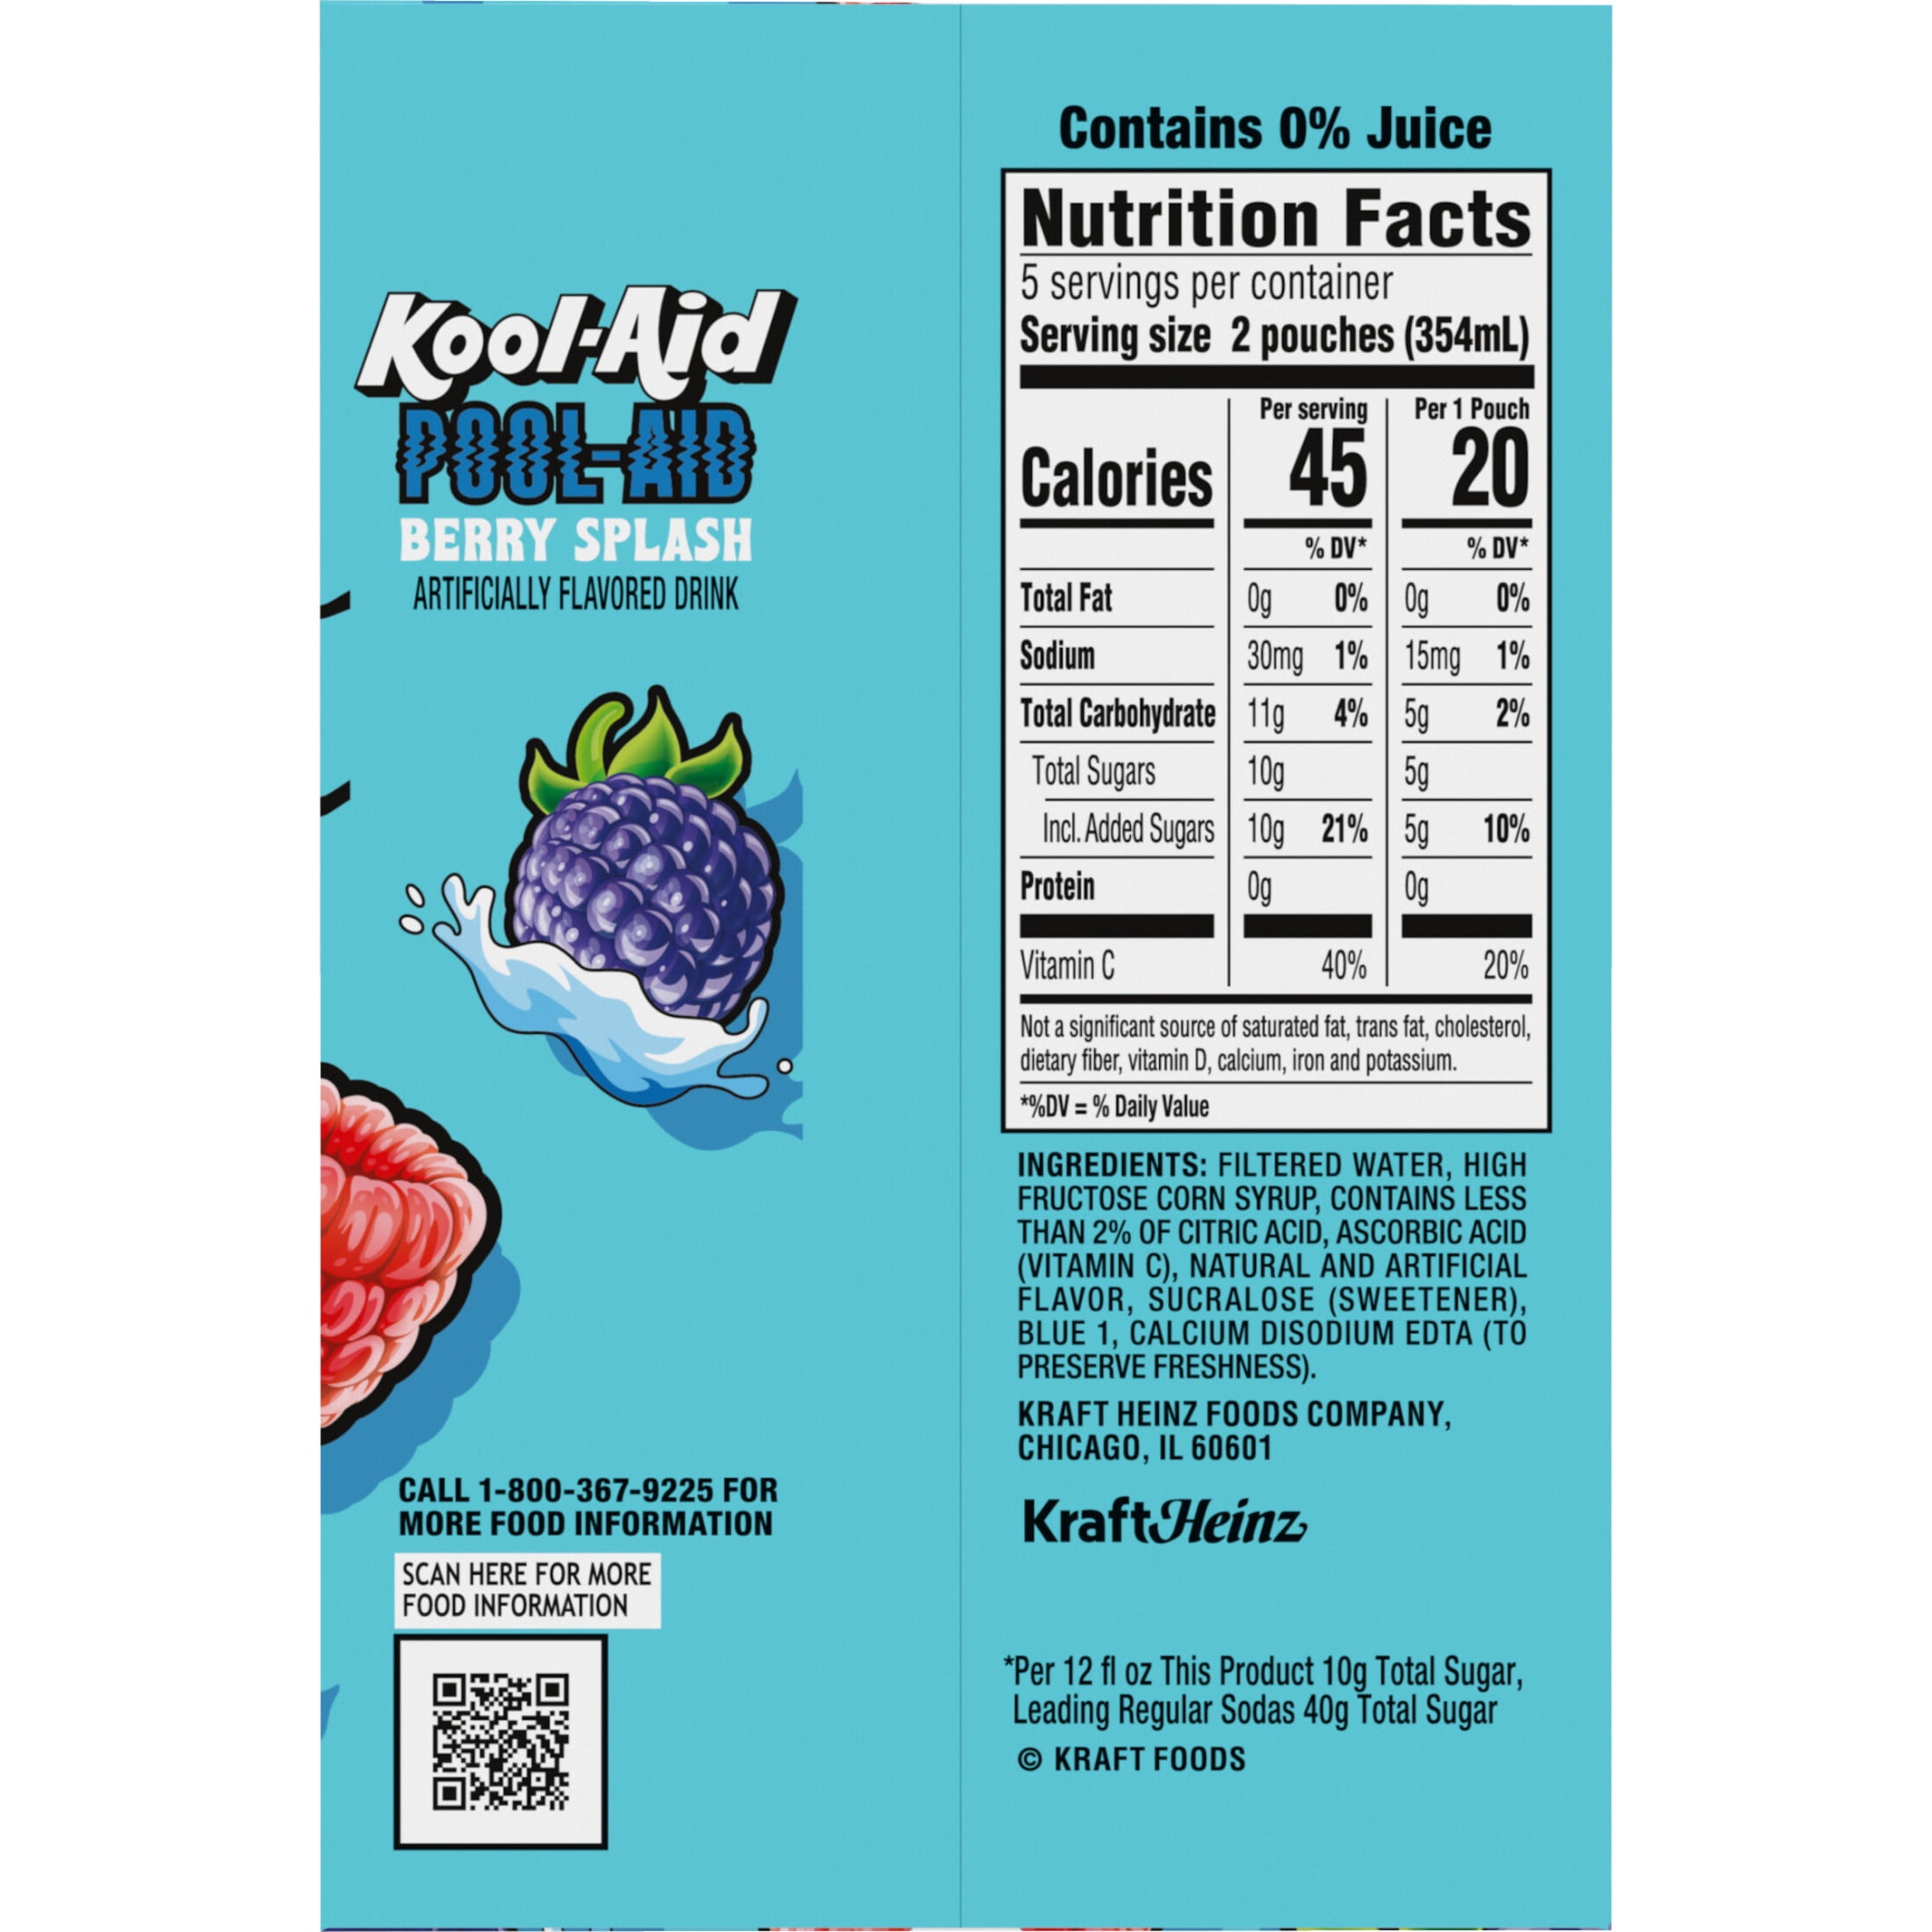 Kool-Aid
POOL-AID
BERRY SPLASH
ARTIFICIALLY FLAVORED DRINK
CALL 1-800-367-9225 FOR
MORE FOOD INFORMATION
SCAN HERE FOR MORE
FOOD INFORMATION
Contains 0% Juice
Nutrition Facts
5 servings per container
Serving size 2 pouches (354mL)
Per serving Per 1 Pouch
Calories 45 20
% DV* % DV*
Total Fat 0g 0% 0g 0%
Sodium 30mg 1% 15mg 1%
Total Carbohydrate 11g 4% 5g 2%
Total Sugars 10g 5g
Incl. Added Sugars 10g 21% 5g 10%
Protein 0g 0g
Vitamin C 40% 20%
Not a significant source of saturated fat, trans fat, cholesterol,
dietary fiber, vitamin D, calcium, iron and potassium.
*%DV = % Daily Value
INGREDIENTS: FILTERED WATER, HIGH
FRUCTOSE CORN SYRUP, CONTAINS LESS
THAN 2% OF CITRIC ACID, ASCORBIC ACID
(VITAMIN C), NATURAL AND ARTIFICIAL
FLAVOR, SUCRALOSE (SWEETENER),
BLUE 1, CALCIUM DISODIUM EDTA (TO
PRESERVE FRESHNESS).
KRAFT HEINZ FOODS COMPANY,
CHICAGO, IL 60601
KraftHeinz
*Per 12 fl oz This Product 10g Total Sugar,
Leading Regular Sodas 40g Total Sugar
© KRAFT FOODS